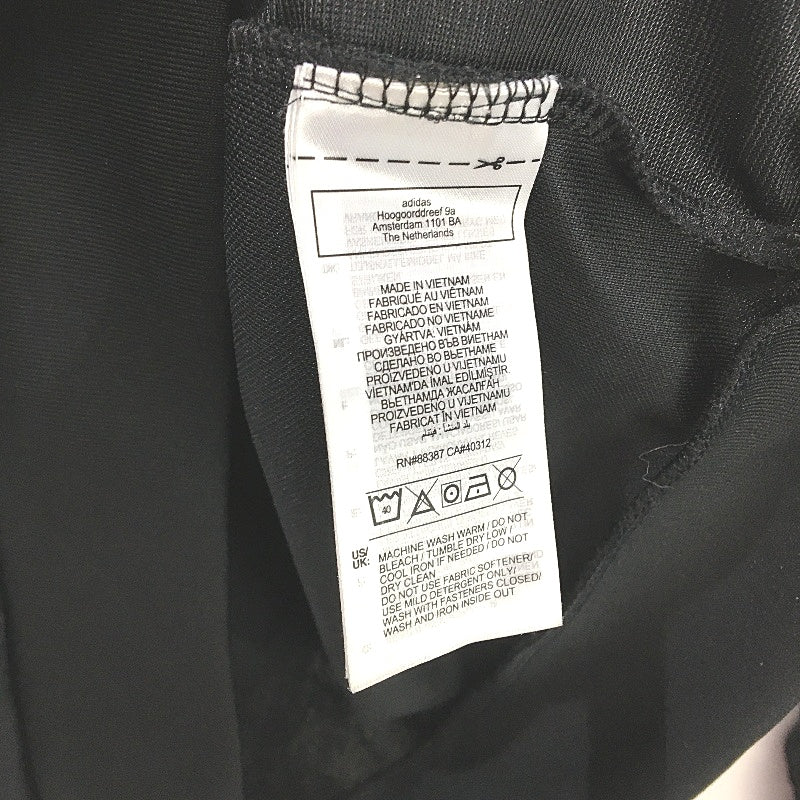 adidas
Hoogoorddreef 9a
Amsterdam 1101 BA
The Netherlands
MADE IN VIETNAM
FABRIQUÉ AU VIÊTNAM
FABRICADO EN VIETNAM
FABRICADO NO VIETNAME
GYÁRTVA: VIETNÁM
ПРОИЗВЕДЕНО ВЪВ ВИЕТНАМ
СДЕЛАНО ВО ВЬЕТНАМЕ
PROIZVEDENO U VIJETNAMU
VİETNAM'DA İMAL EDİLMİŞTİR.
ВЬЕТНАМДА ЖАСАЛҒАН
PROIZVEDENO U VIJETNAMU
FABRICAT ÎN VIETNAM
بلد المنشأ : فيتنام
RN#88387 CA#40312
40
US/
UK:
MACHINE WASH WARM / DO NOT
BLEACH / TUMBLE DRY LOW /
COOL IRON IF NEEDED / DO NOT
DRY CLEAN
DO NOT USE FABRIC SOFTENER/
USE MILD DETERGENT ONLY/
WASH WITH FASTENERS CLOSED/
WASH AND IRON INSIDE OUT